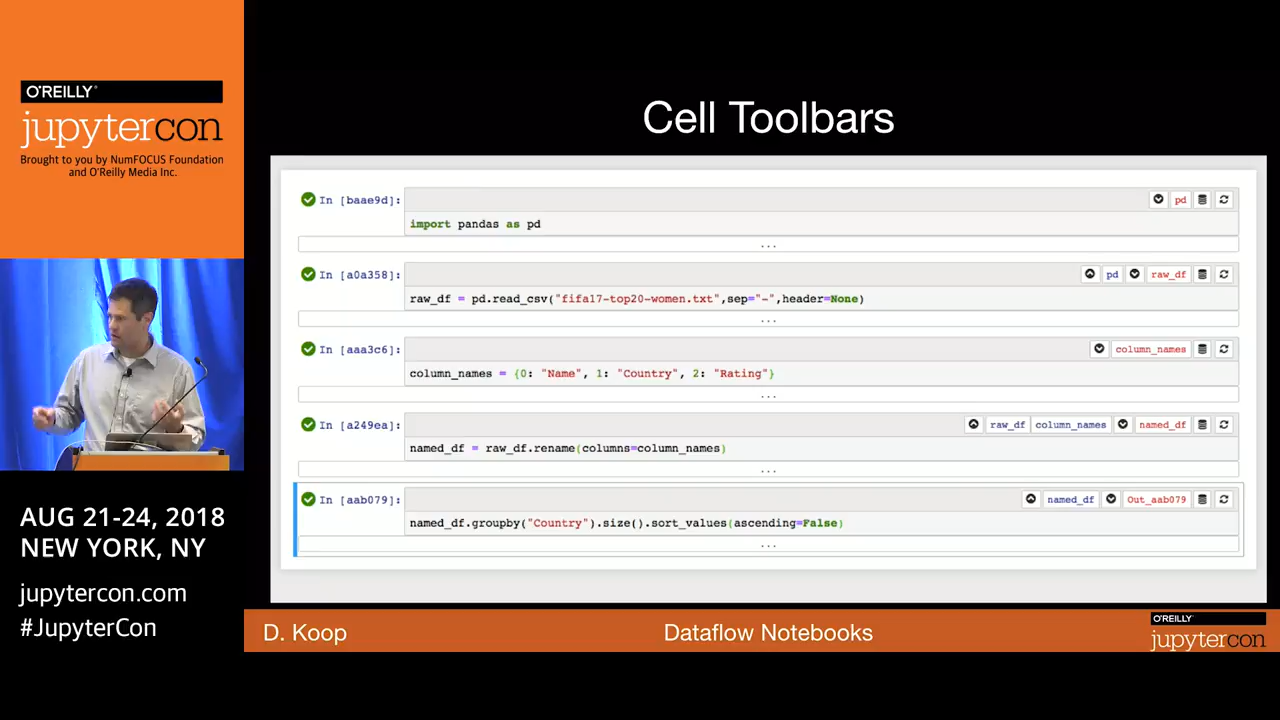 O'REILLY®
jupytercon
Brought to you by NumFOCUS Foundation
and O'Reilly Media Inc.
AUG 21-24, 2018
NEW YORK, NY
jupytercon.com
#JupyterCon
Cell Toolbars
In [baae9d]:
pd
import pandas as pd
...
In [a0a358]:
pd raw_df
raw_df = pd.read_csv("fifa17-top20-women.txt",sep="-",header=None)
...
In [aaa3c6]:
column_names
column_names = {0: "Name", 1: "Country", 2: "Rating"}
...
In [a249ea]:
raw_df column_names named_df
named_df = raw_df.rename(columns=column_names)
...
In [aab079]:
named_df Out_aab079
named_df.groupby("Country").size().sort_values(ascending=False)
...
D. Koop
Dataflow Notebooks
O'REILLY®
jupytercon